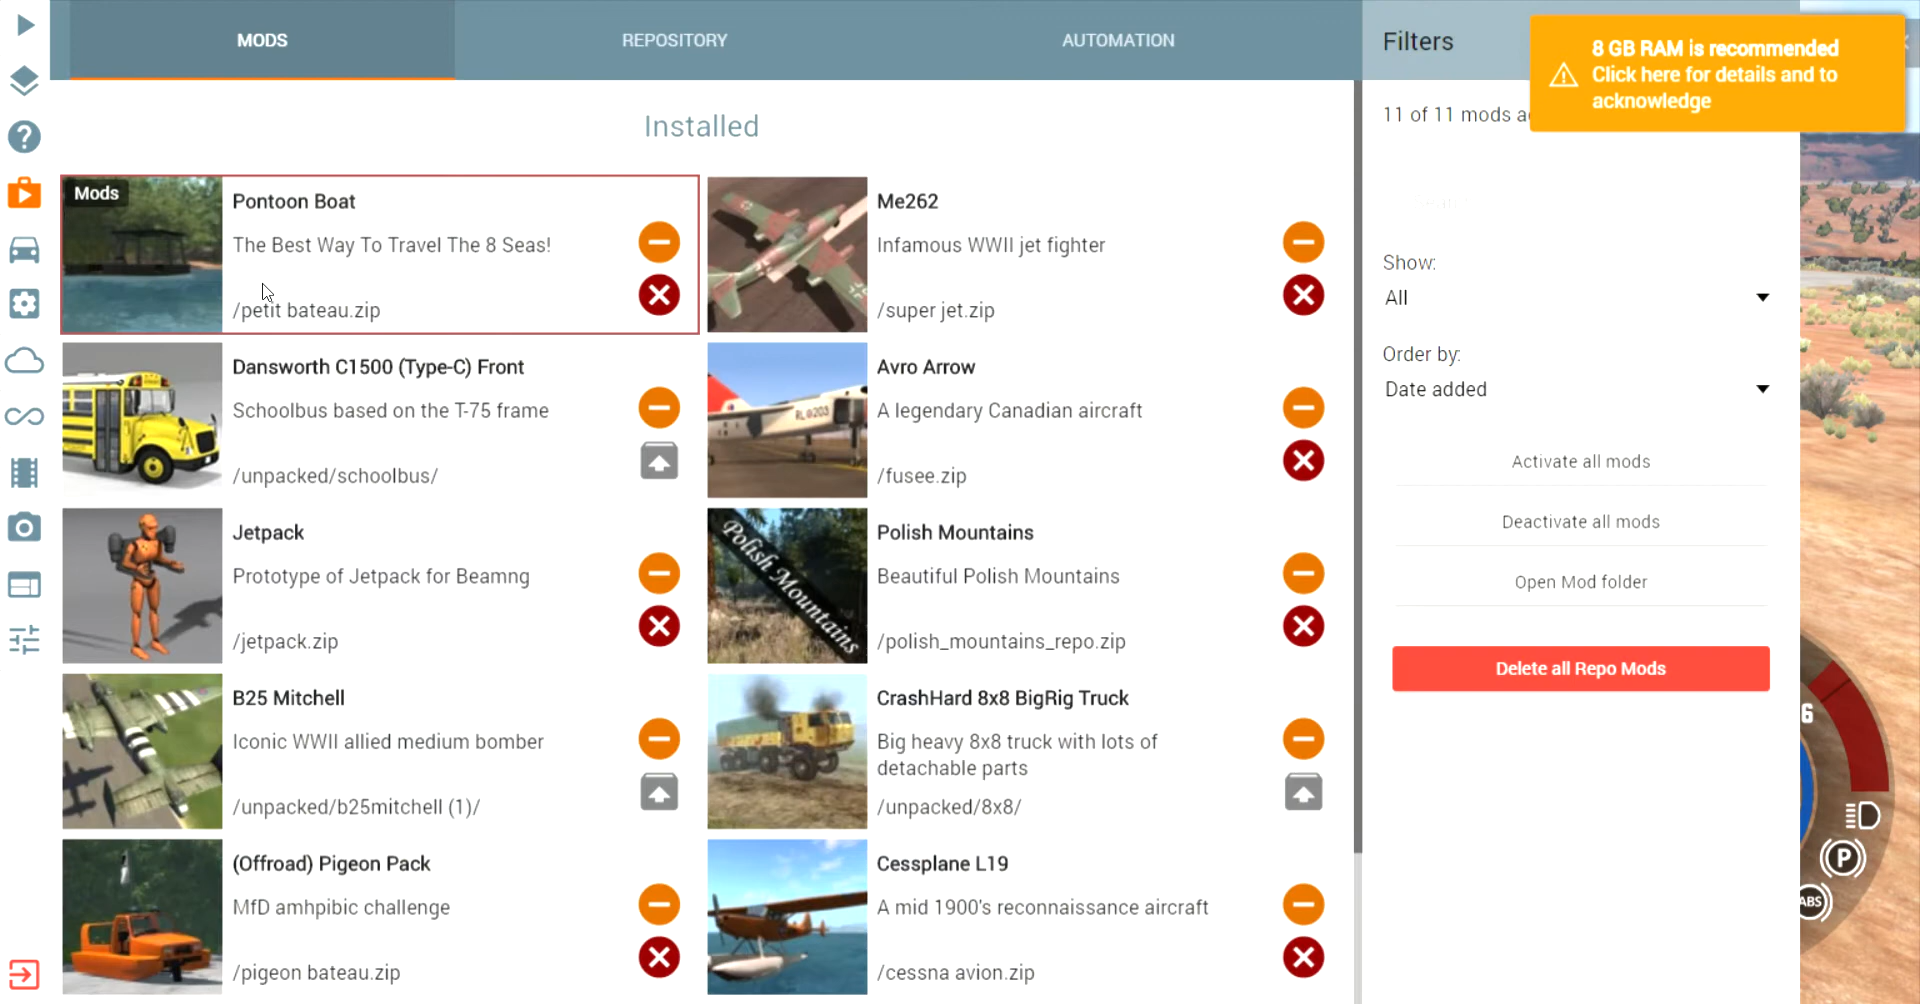 MODS
REPOSITORY
AUTOMATION
Filters
8 GB RAM is recommended
Click here for details and to
acknowledge
11 of 11 mods
Installed
Mods
Pontoon Boat
The Best Way To Travel The 8 Seas!
/petit bateau.zip
Me262
Infamous WWII jet fighter
/super jet.zip
Dansworth C1500 (Type-C) Front
Schoolbus based on the T-75 frame
/unpacked/schoolbus/
Avro Arrow
A legendary Canadian aircraft
/fusee.zip
Jetpack
Prototype of Jetpack for Beamng
/jetpack.zip
Polish Mountains
Polish Mountains
Beautiful Polish Mountains
/polish_mountains_repo.zip
B25 Mitchell
Iconic WWII allied medium bomber
/unpacked/b25mitchell (1)/
CrashHard 8x8 BigRig Truck
Big heavy 8x8 truck with lots of
detachable parts
/unpacked/8x8/
(Offroad) Pigeon Pack
MfD amhpibic challenge
/pigeon bateau.zip
Cessplane L19
A mid 1900's reconnaissance aircraft
/cessna avion.zip
Show:
All
Order by:
Date added
Activate all mods
Deactivate all mods
Open Mod folder
Delete all Repo Mods
6
P
ABS